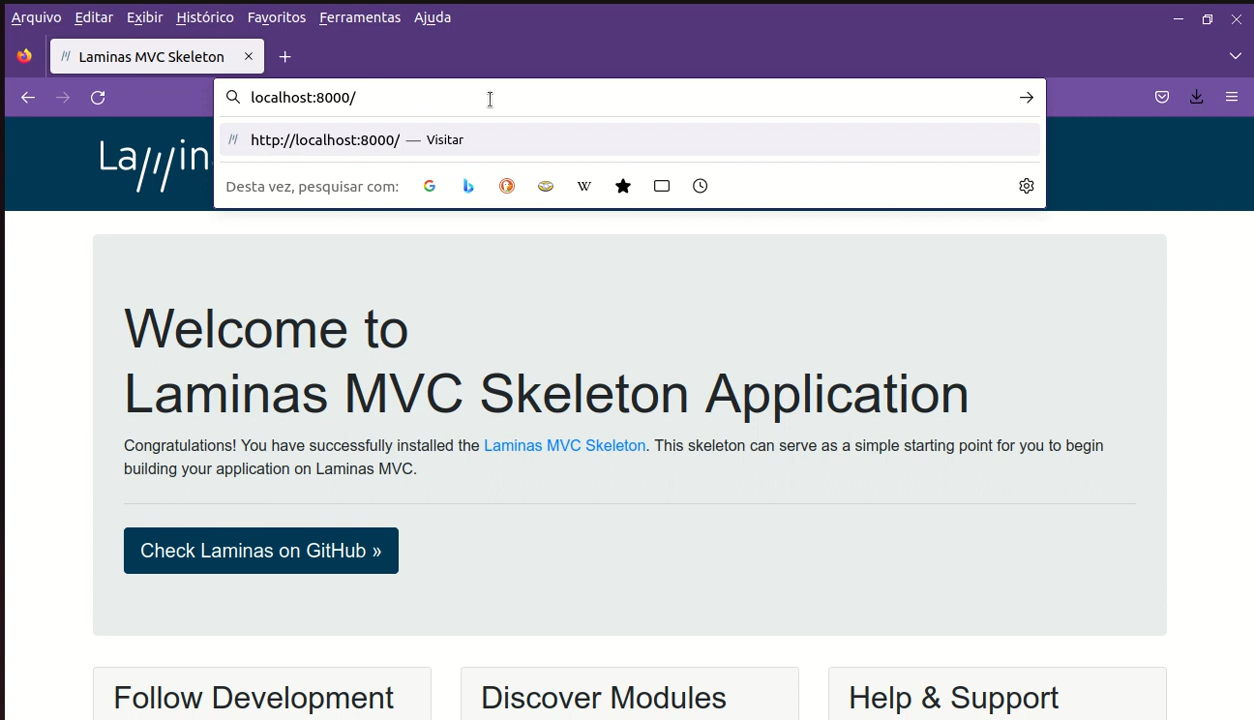 Arquivo Editar Exibir Histórico Favoritos Ferramentas Ajuda
Laminas MVC Skeleton
localhost:8000/
http://localhost:8000/ — Visitar
Desta vez, pesquisar com: G W
Welcome to
Laminas MVC Skeleton Application
Congratulations! You have successfully installed the Laminas MVC Skeleton. This skeleton can serve as a simple starting point for you to begin
building your application on Laminas MVC.
Check Laminas on GitHub »
Follow Development Discover Modules Help & Support